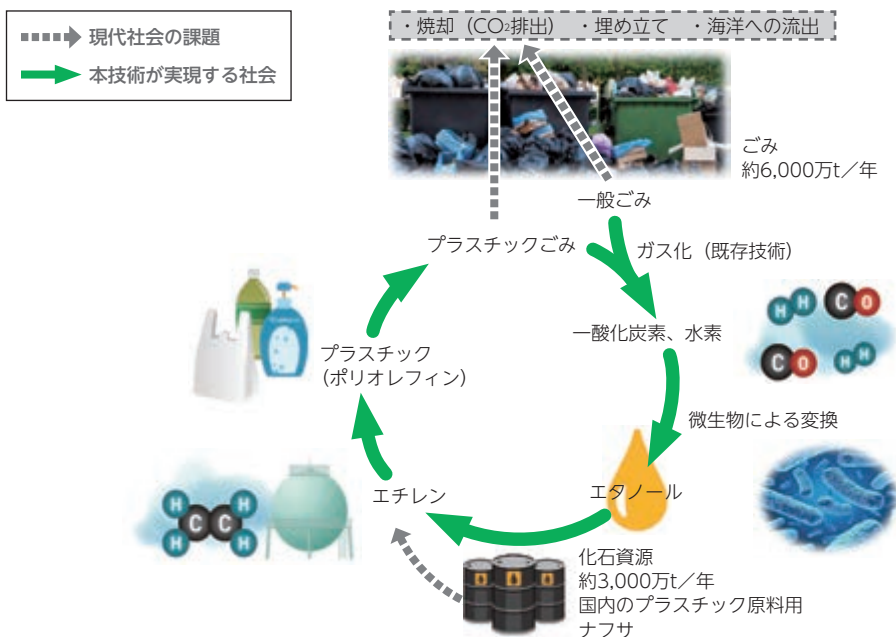 現代社会の課題
本技術が実現する社会
・焼却（CO₂排出）　・埋め立て　・海洋への流出
ごみ
約6,000万t／年
一般ごみ
プラスチックごみ
ガス化（既存技術）
一酸化炭素、水素
H H C O
C O H H
プラスチック
（ポリオレフィン）
微生物による変換
エタノール
エチレン
H H
C C
H H
化石資源
約3,000万t／年
国内のプラスチック原料用
ナフサ